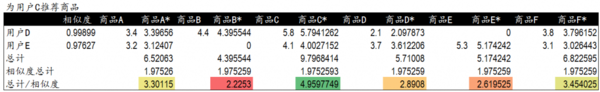 为用户C推荐商品
相似度 商品A 商品A* 商品B 商品B* 商品C 商品C* 商品D 商品D* 商品E 商品E* 商品F 商品F*
用户D 0.99899 3.4 3.39656 4.4 4.395544 5.8 5.7941262 2.1 2.097873 0 3.8 3.796152
用户E 0.97627 3.2 3.12407 0 4.1 4.0027152 3.7 3.612206 5.3 5.174242 3.1 3.026443
总计 6.52063 4.395544 9.7968414 5.71008 5.174242 6.822595
相似度总计 1.97526 1.975259 1.9752593 1.975259 1.975259 1.975259
总计/相似度 3.30115 2.2253 4.9597749 2.8908 2.619525 3.454025